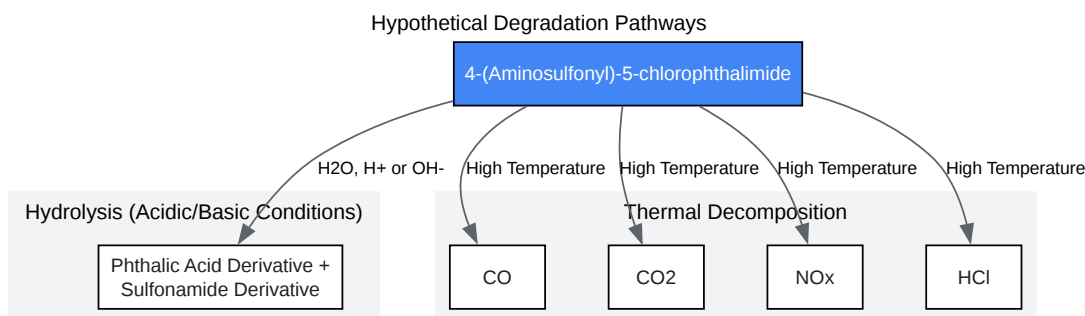 Hypothetical Degradation Pathways
4-(Aminosulfonyl)-5-chlorophthalimide
H2O, H+ or OH-
High Temperature
High Temperature
High Temperature
High Temperature
Hydrolysis (Acidic/Basic Conditions)
Thermal Decomposition
Phthalic Acid Derivative +
Sulfonamide Derivative
CO
CO2
NOx
HCl